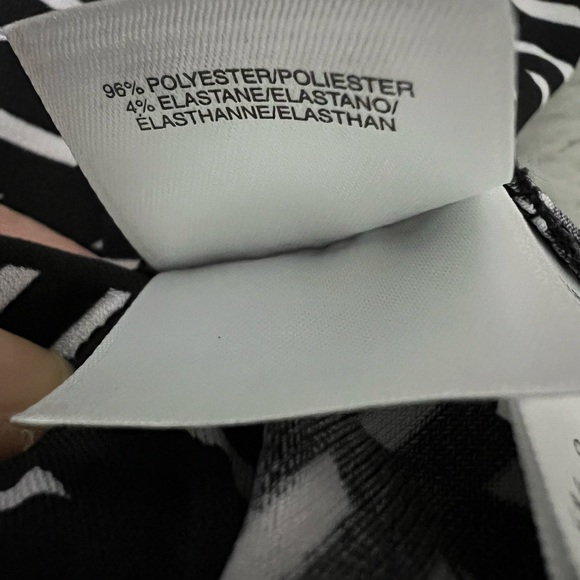 96% POLYESTER/POLIESTER
4% ELASTANE/ELASTANO/
ÉLASTHANNE/ELASTHAN